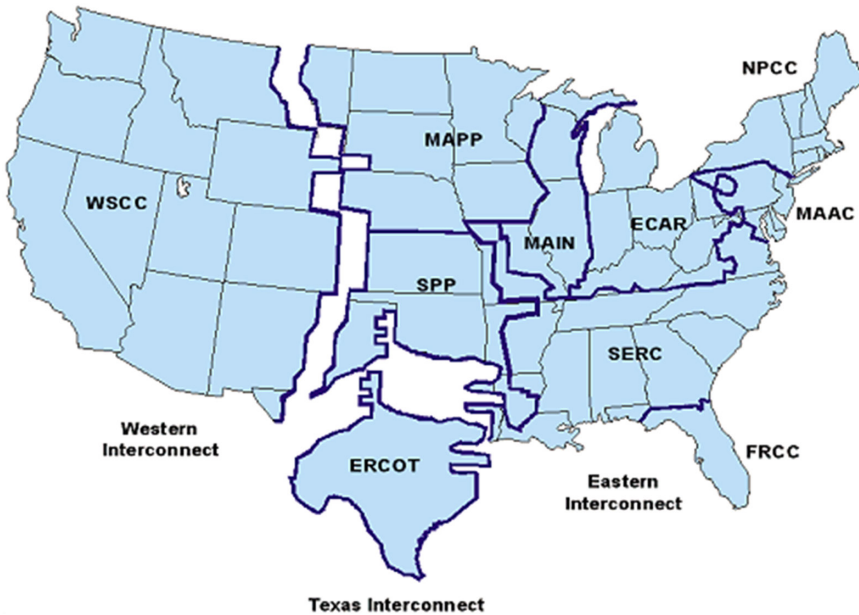 NPCC
MAPP
WSCC
ECAR
MAAC
MAIN
SPP
SERC
Western
Interconnect
ERCOT
FRCC
Eastern
Interconnect
Texas Interconnect